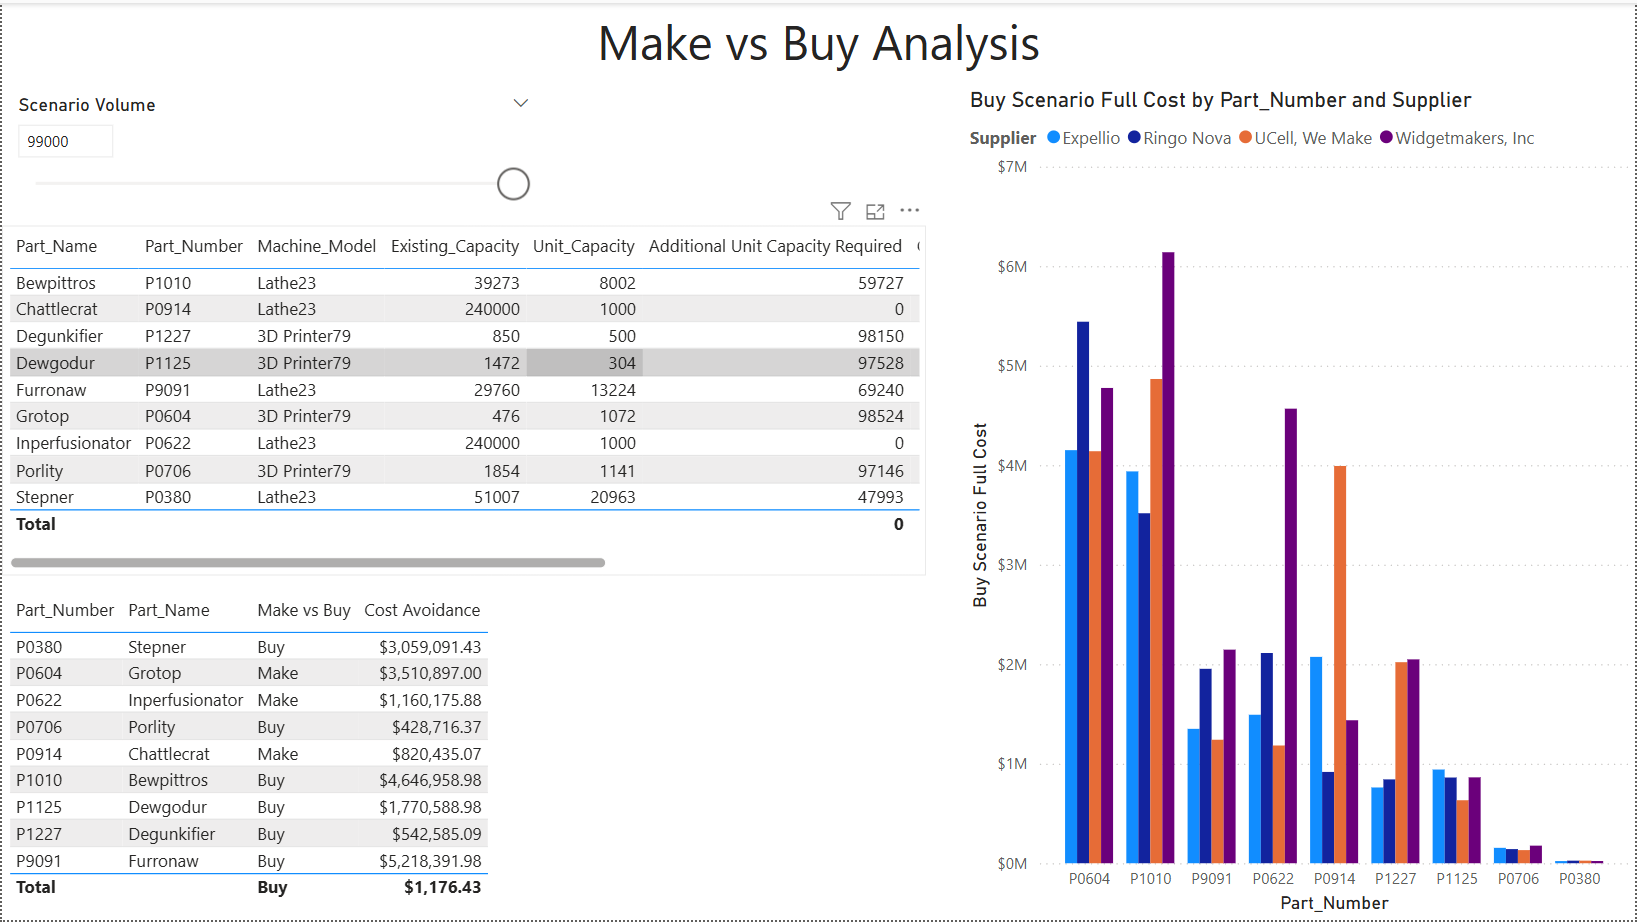 Make vs Buy Analysis
Scenario Volume
99000
Part_Name Part_Number Machine_Model Existing_Capacity Unit_Capacity Additional Unit Capacity Required
Bewpittros P1010 Lathe23 39273 8002 59727
Chattlecrat P0914 Lathe23 240000 1000 0
Degunkifier P1227 3D Printer79 850 500 98150
Dewgodur P1125 3D Printer79 1472 304 97528
Furronaw P9091 Lathe23 29760 13224 69240
Grotop P0604 3D Printer79 476 1072 98524
Inperfusionator P0622 Lathe23 240000 1000 0
Porlity P0706 3D Printer79 1854 1141 97146
Stepner P0380 Lathe23 51007 20963 47993
Total 0
Part_Number Part_Name Make vs Buy Cost Avoidance
P0380 Stepner Buy $3,059,091.43
P0604 Grotop Make $3,510,897.00
P0622 Inperfusionator Make $1,160,175.88
P0706 Porlity Buy $428,716.37
P0914 Chattlecrat Make $820,435.07
P1010 Bewpittros Buy $4,646,958.98
P1125 Dewgodur Buy $1,770,588.98
P1227 Degunkifier Buy $542,585.09
P9091 Furronaw Buy $5,218,391.98
Total Buy $1,176.43
Buy Scenario Full Cost by Part_Number and Supplier
Supplier Expellio Ringo Nova UCell, We Make Widgetmakers, Inc
$7M
$6M
$5M
$4M
$3M
$2M
$1M
$0M
Buy Scenario Full Cost
P0604 P1010 P9091 P0622 P0914 P1227 P1125 P0706 P0380
Part_Number